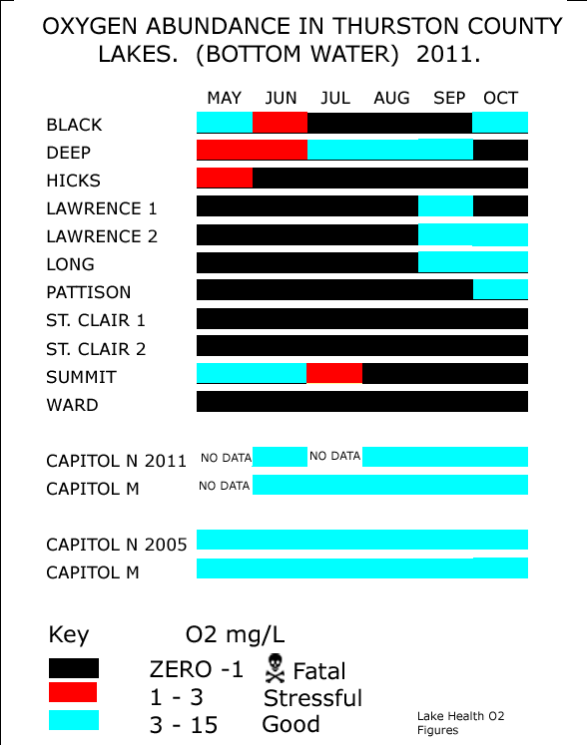 OXYGEN ABUNDANCE IN THURSTON COUNTY
LAKES. (BOTTOM WATER) 2011.
MAY JUN JUL AUG SEP OCT
BLACK
DEEP
HICKS
LAWRENCE 1
LAWRENCE 2
LONG
PATTISON
ST. CLAIR 1
ST. CLAIR 2
SUMMIT
WARD
CAPITOL N 2011 NO DATA NO DATA
CAPITOL M NO DATA
CAPITOL N 2005
CAPITOL M
Key O2 mg/L
ZERO -1 Fatal
1 - 3 Stressful
3 - 15 Good
Lake Health O2
Figures